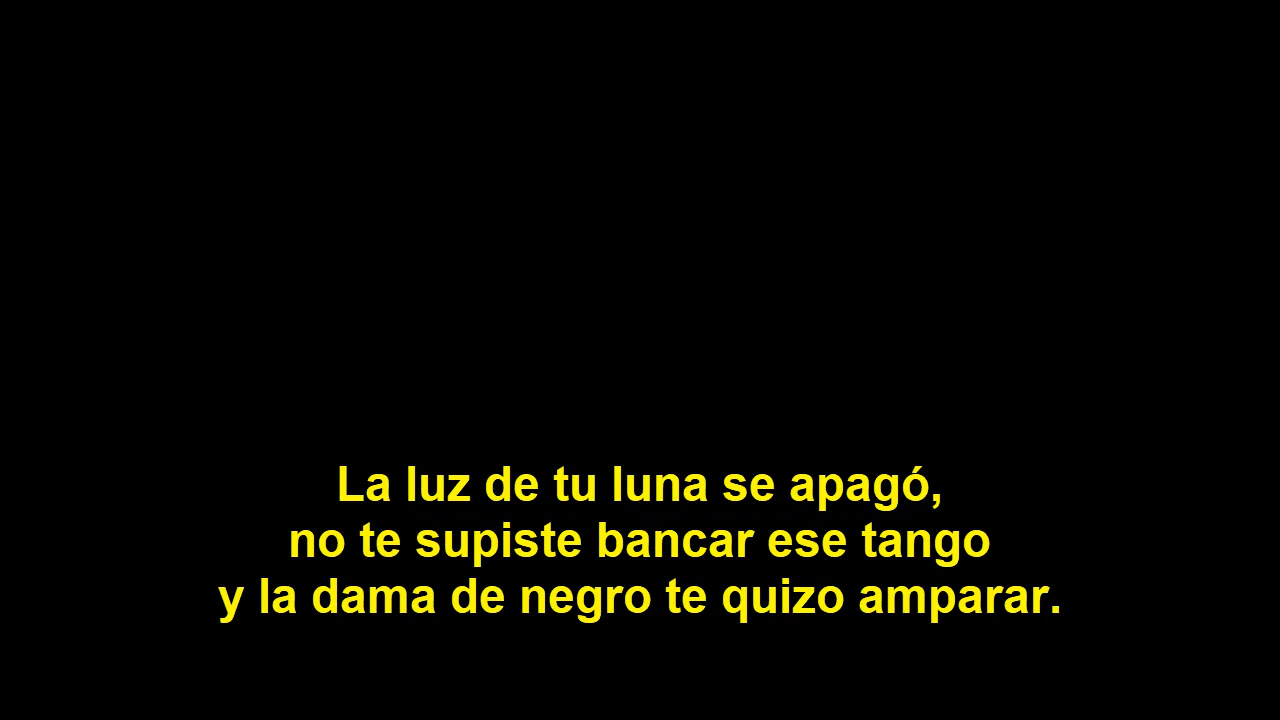 La luz de tu luna se apagó,
no te supiste bancar ese tango
y la dama de negro te quizo amparar.